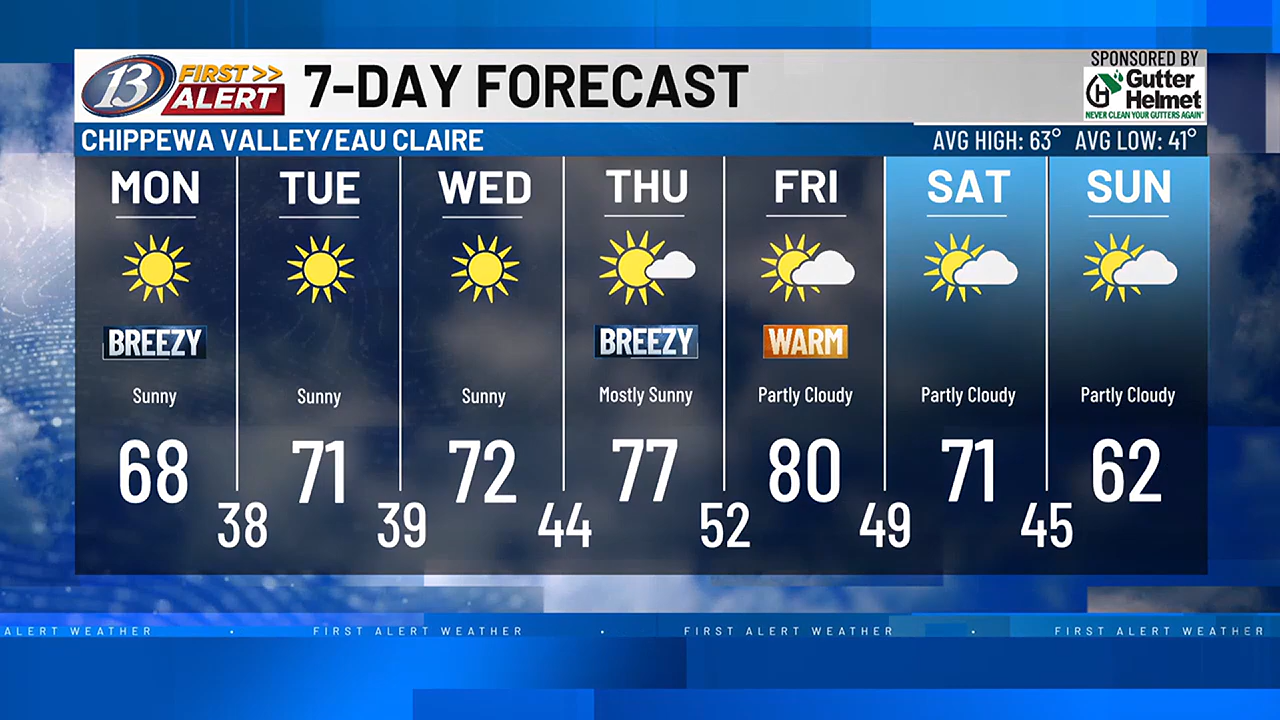 13 FIRST >> ALERT
7-DAY FORECAST
SPONSORED BY
Gutter
Helmet
NEVER CLEAN YOUR GUTTERS AGAIN
CHIPPEWA VALLEY/EAU CLAIRE
AVG HIGH: 63° AVG LOW: 41°
MON TUE WED THU FRI SAT SUN
BREEZY BREEZY WARM
Sunny Sunny Sunny Mostly Sunny Partly Cloudy Partly Cloudy Partly Cloudy
68 71 72 77 80 71 62
38 39 44 52 49 45
ALERT WEATHER • FIRST ALERT WEATHER • FIRST ALERT WEATHER • FIRST ALERT WEATHER